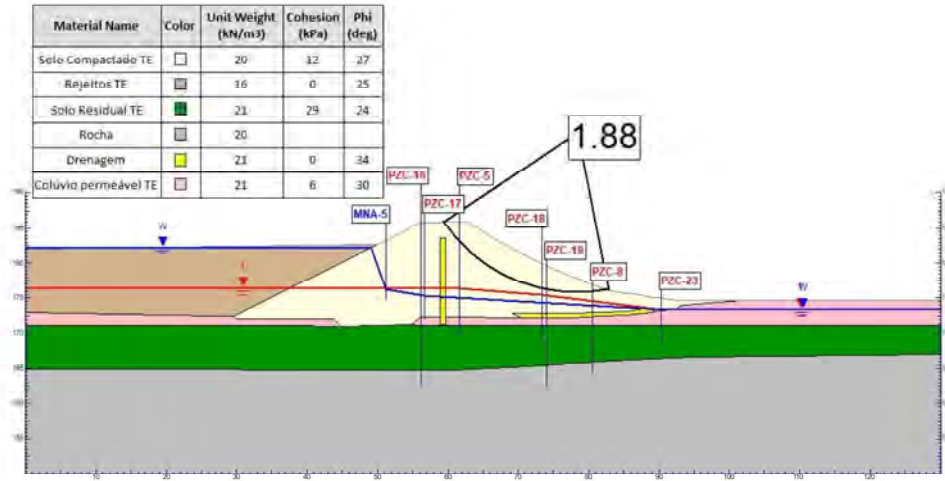 Material Name Color Unit Weight (kN/m3) Cohesion (kPa) Phi (deg)
Solo Compactado TE 20 12 27
Rejeitos TE 16 0 25
Solo Residual TE 21 29 24
Rocha 20
Drenagem 21 0 34
Colúvio permeável TE 21 6 30
1.88
PZC-16
PZC-5
PZC-17
MNA-5
PZC-18
PZC-19
PZC-8
PZC-23
W
W
170
10 20 30 40 50 60 70 80 90 100 110 120